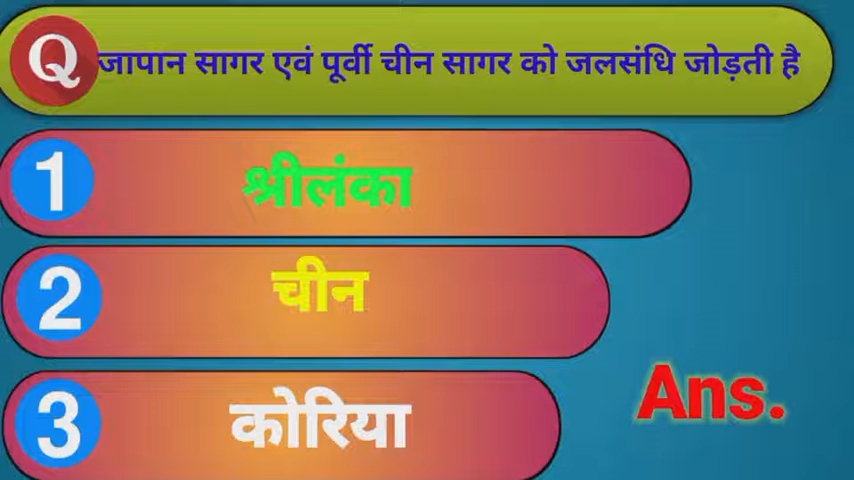 Q जापान सागर एवं पूर्वी चीन सागर को जलसंधि जोड़ती है
1 श्रीलंका
2 चीन
3 कोरिया
Ans.